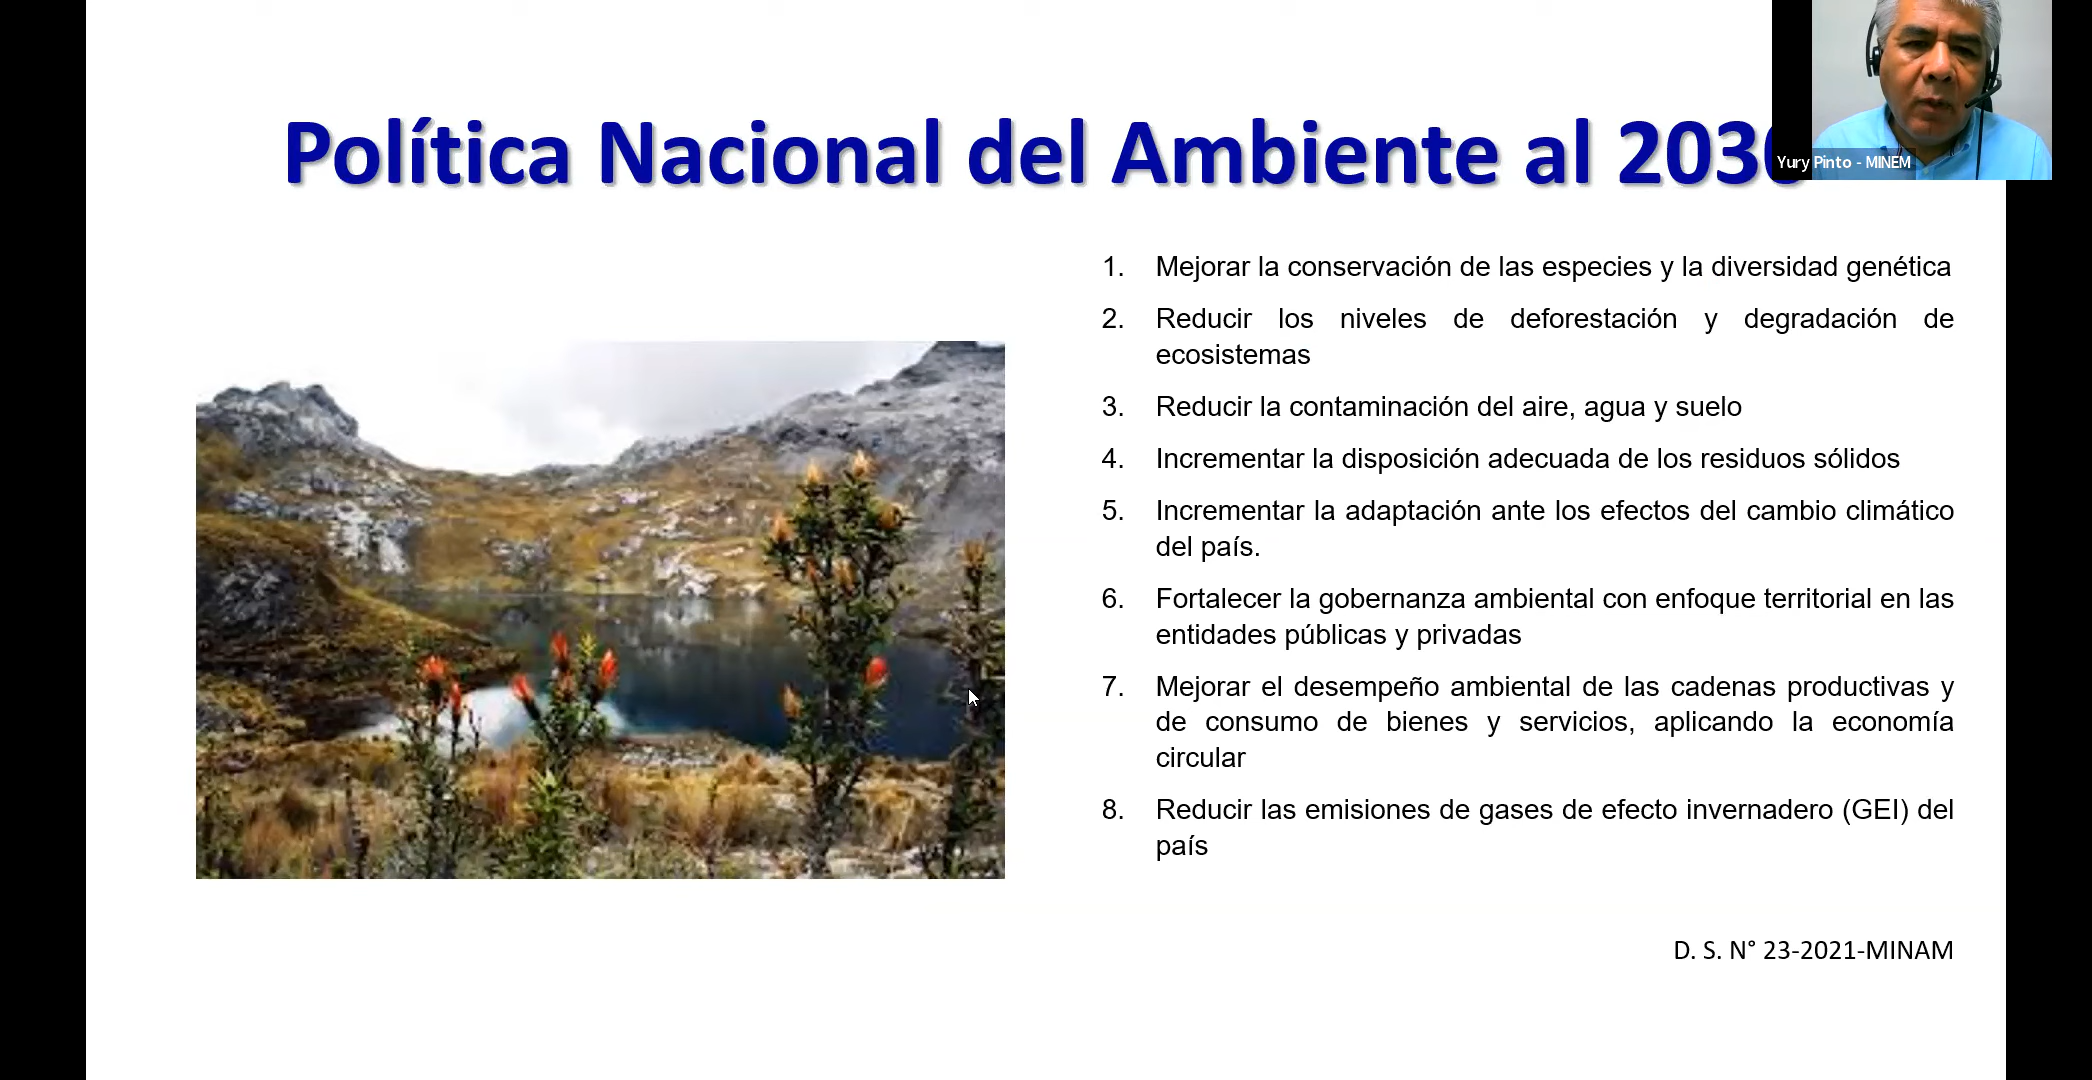 Política Nacional del Ambiente al 2030
Yury Pinto - MINEM
1. Mejorar la conservación de las especies y la diversidad genética
2. Reducir los niveles de deforestación y degradación de
ecosistemas
3. Reducir la contaminación del aire, agua y suelo
4. Incrementar la disposición adecuada de los residuos sólidos
5. Incrementar la adaptación ante los efectos del cambio climático
del país.
6. Fortalecer la gobernanza ambiental con enfoque territorial en las
entidades públicas y privadas
7. Mejorar el desempeño ambiental de las cadenas productivas y
de consumo de bienes y servicios, aplicando la economía
circular
8. Reducir las emisiones de gases de efecto invernadero (GEI) del
país
D. S. N° 23-2021-MINAM